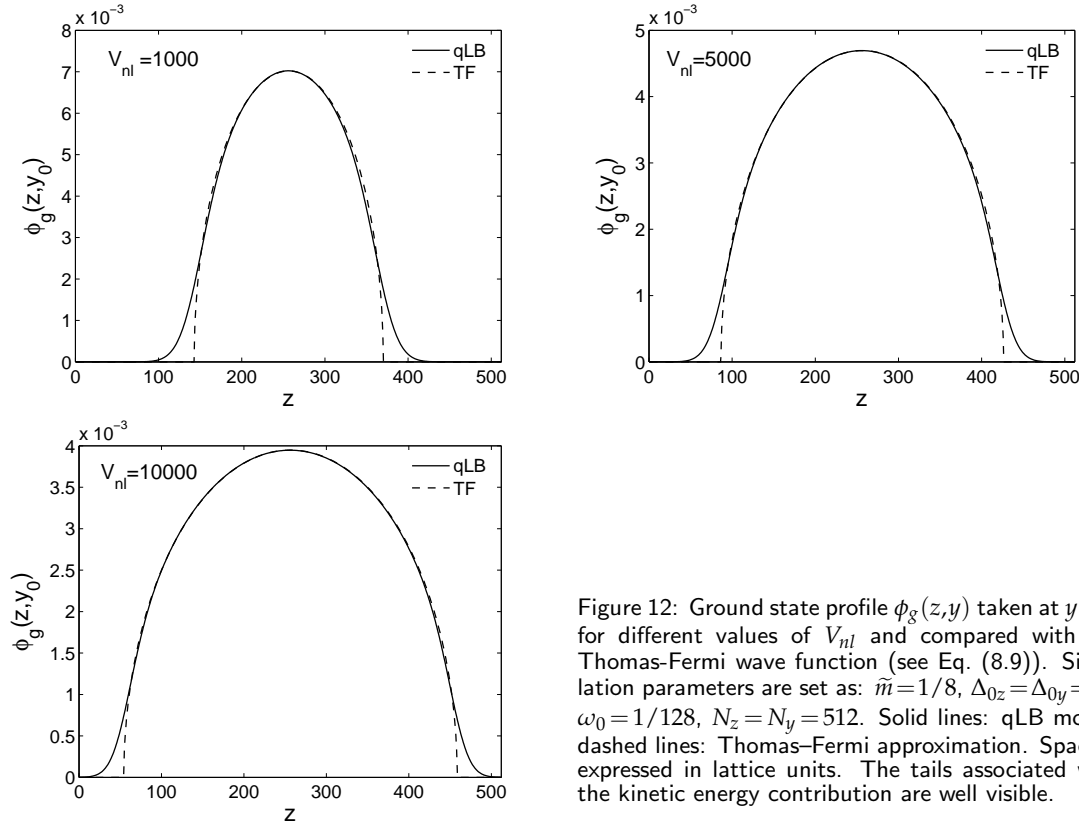 x 10⁻³
8
7
6
5
4
3
2
1
0
V_nl =1000
qLB
TF
ϕ_g(z,y_0)
0 100 200 300 400 500
z
x 10⁻³
5
4
3
2
1
0
V_nl=5000
qLB
TF
ϕ_g(z,y_0)
0 100 200 300 400 500
z
x 10⁻³
4
3.5
3
2.5
2
1.5
1
0.5
0
V_nl=10000
qLB
TF
ϕ_g(z,y_0)
0 100 200 300 400 500
z
Figure 12: Ground state profile ϕ_g(z,y) taken at y
for different values of V_nl and compared with
Thomas-Fermi wave function (see Eq. (8.9)). Si
lation parameters are set as: m̃=1/8, Δ_0z=Δ_0y=
ω_0=1/128, N_z=N_y=512. Solid lines: qLB mo
dashed lines: Thomas–Fermi approximation. Spac
expressed in lattice units. The tails associated
the kinetic energy contribution are well visible.